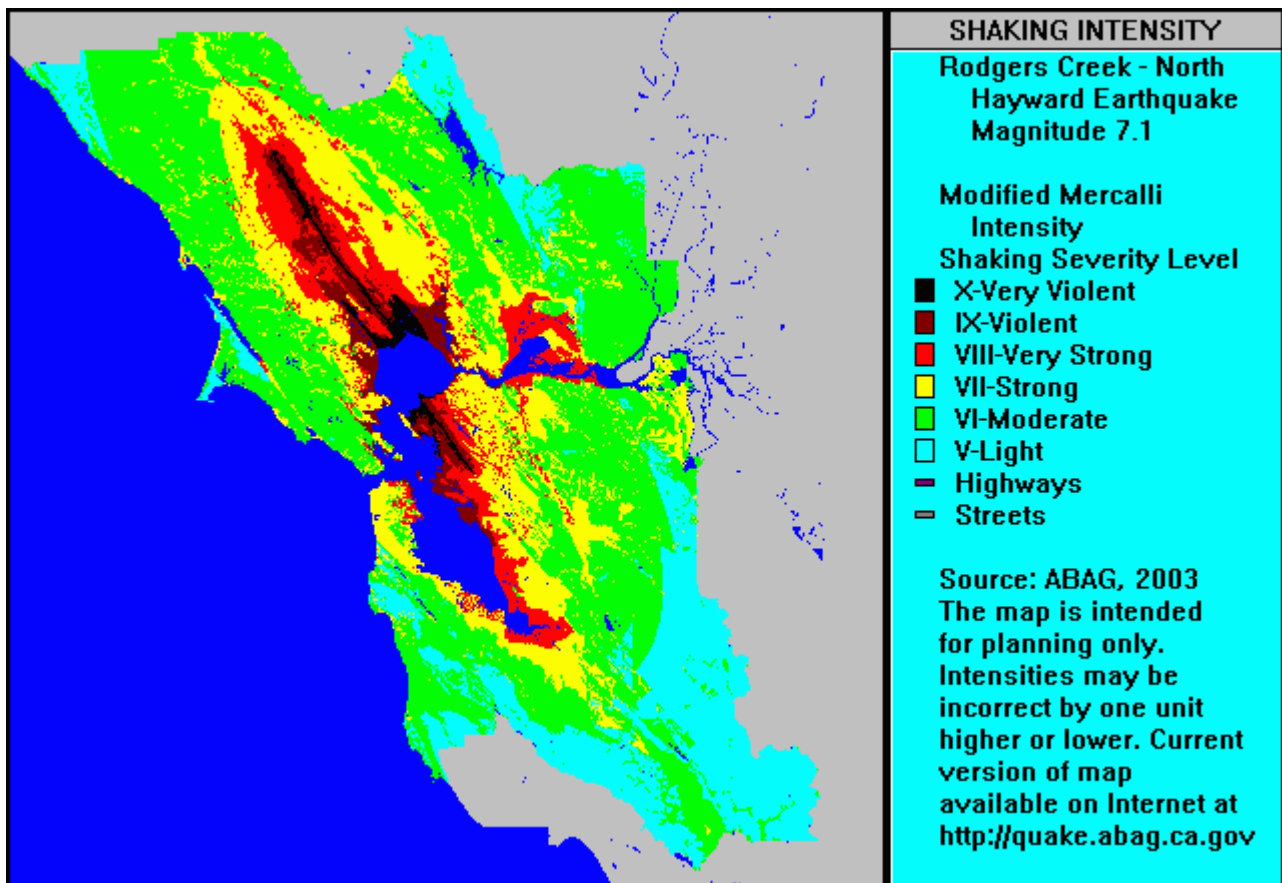 SHAKING INTENSITY
Rodgers Creek - North
Hayward Earthquake
Magnitude 7.1
Modified Mercalli
Intensity
Shaking Severity Level
X-Very Violent
IX-Violent
VIII-Very Strong
VII-Strong
VI-Moderate
V-Light
Highways
Streets
Source: ABAG, 2003
The map is intended
for planning only.
Intensities may be
incorrect by one unit
higher or lower. Current
version of map
available on Internet at
http://quake.abag.ca.gov